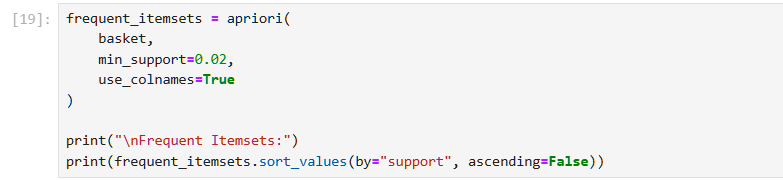 [19]:
frequent_itemsets = apriori(
    basket,
    min_support=0.02,
    use_colnames=True
)

print("\nFrequent Itemsets:")
print(frequent_itemsets.sort_values(by="support", ascending=False))